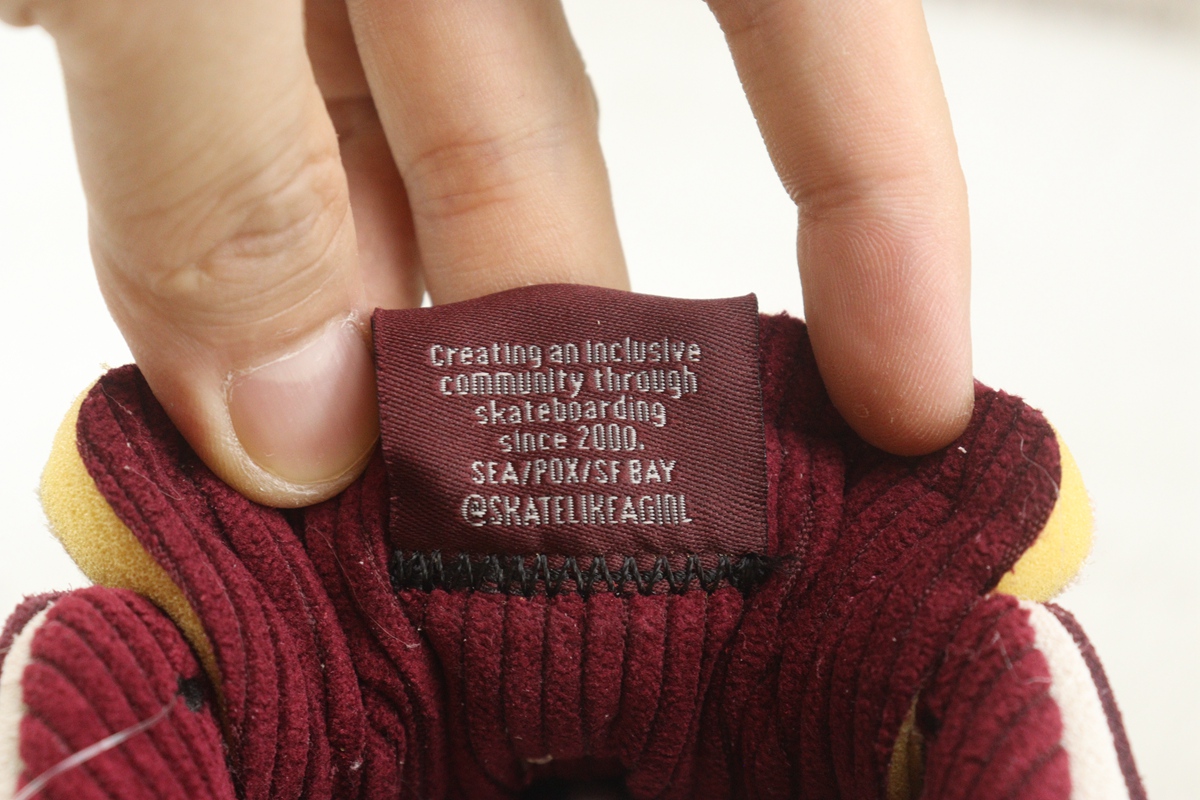 Creating an inclusive
community through
skateboarding
since 2000.
SEA/PDX/SF BAY
@SKATELIKEAGIRL